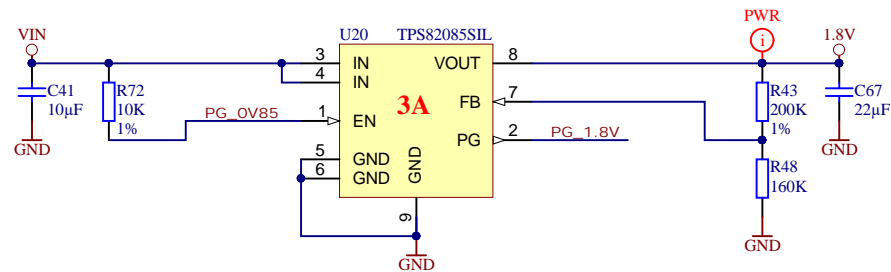 PWR
VIN
U20 TPS82085SIL
1.8V
3 IN VOUT 8
4 IN
C41
10µF
R72
10K
1%
3A
FB 7
R43
200K
1%
C67
22µF
PG_0V85
1 EN
PG 2
PG_1.8V
GND
GND
5 GND
6 GND
GND
9
R48
160K
GND
GND
i